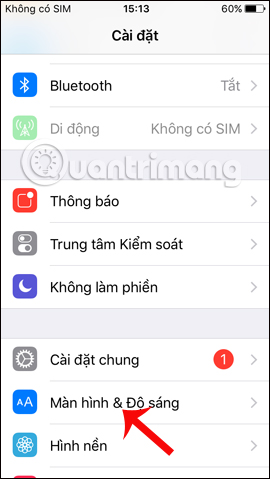 Không có SIM 15:13 60%
Cài đặt
Bluetooth Tắt
Di động Không có SIM
Quantrimang
Thông báo
Trung tâm Kiểm soát
Không làm phiền
Cài đặt chung 1
AA Màn hình & Độ sáng
Hình nền